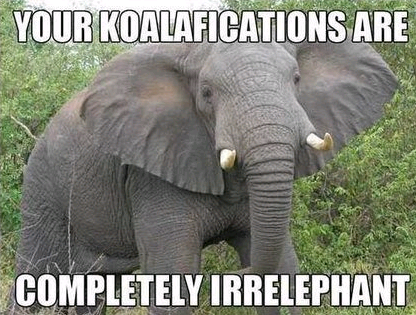 YOUR KOALAFICATIONS ARE
COMPLETELY IRRELEPHANT